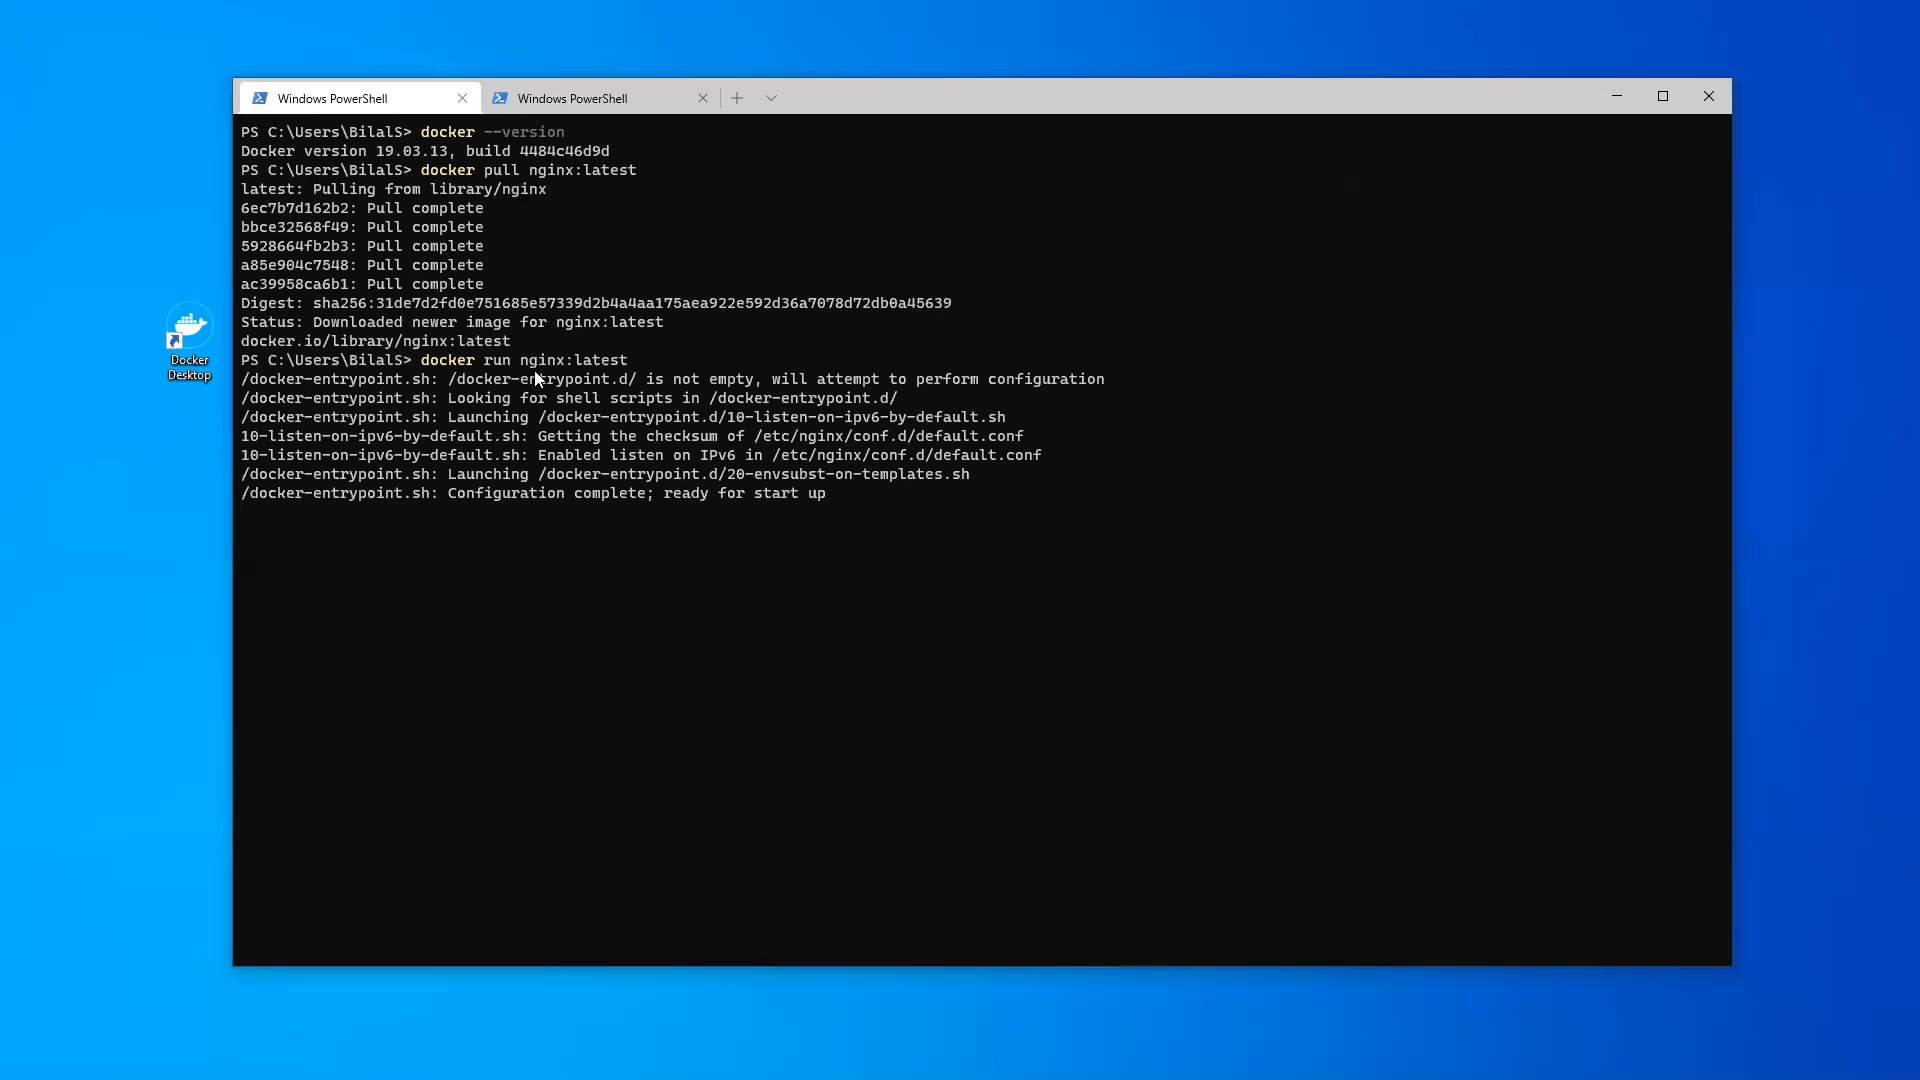 Windows PowerShell
Windows PowerShell
PS C:\Users\BilalS> docker --version
Docker version 19.03.13, build 4484c46d9d
PS C:\Users\BilalS> docker pull nginx:latest
latest: Pulling from library/nginx
6ec7b7d162b2: Pull complete
bbce32568f49: Pull complete
5928664fb2b3: Pull complete
a85e904c7548: Pull complete
ac39958ca6b1: Pull complete
Digest: sha256:31de7d2fd0e751685e57339d2b4a4aa175aea922e592d36a7078d72db0a45639
Status: Downloaded newer image for nginx:latest
docker.io/library/nginx:latest
PS C:\Users\BilalS> docker run nginx:latest
/docker-entrypoint.sh: /docker-entrypoint.d/ is not empty, will attempt to perform configuration
/docker-entrypoint.sh: Looking for shell scripts in /docker-entrypoint.d/
/docker-entrypoint.sh: Launching /docker-entrypoint.d/10-listen-on-ipv6-by-default.sh
10-listen-on-ipv6-by-default.sh: Getting the checksum of /etc/nginx/conf.d/default.conf
10-listen-on-ipv6-by-default.sh: Enabled listen on IPv6 in /etc/nginx/conf.d/default.conf
/docker-entrypoint.sh: Launching /docker-entrypoint.d/20-envsubst-on-templates.sh
/docker-entrypoint.sh: Configuration complete; ready for start up
Docker
Desktop